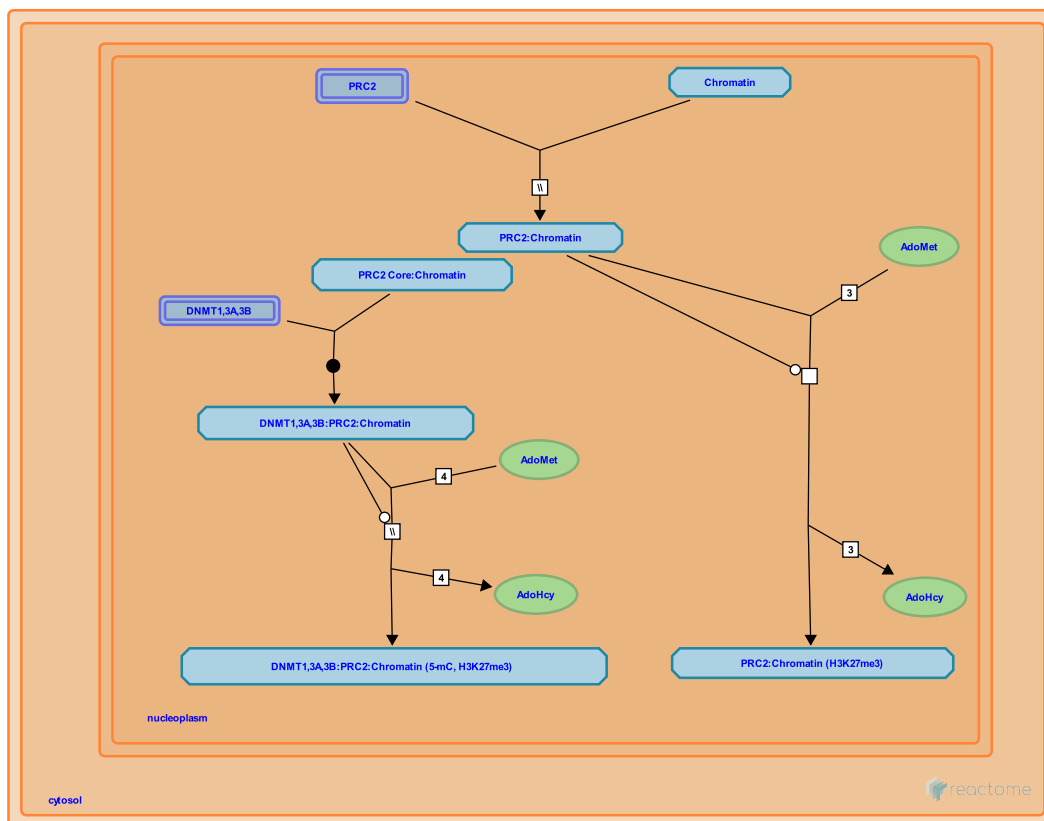 PRC2
Chromatin
\\
PRC2:Chromatin
AdoMet
PRC2 Core:Chromatin
3
DNMT1,3A,3B
DNMT1,3A,3B:PRC2:Chromatin
AdoMet
4
\\
3
4
AdoHcy
AdoHcy
DNMT1,3A,3B:PRC2:Chromatin (5-mC, H3K27me3)
PRC2:Chromatin (H3K27me3)
nucleoplasm
reactome
cytosol